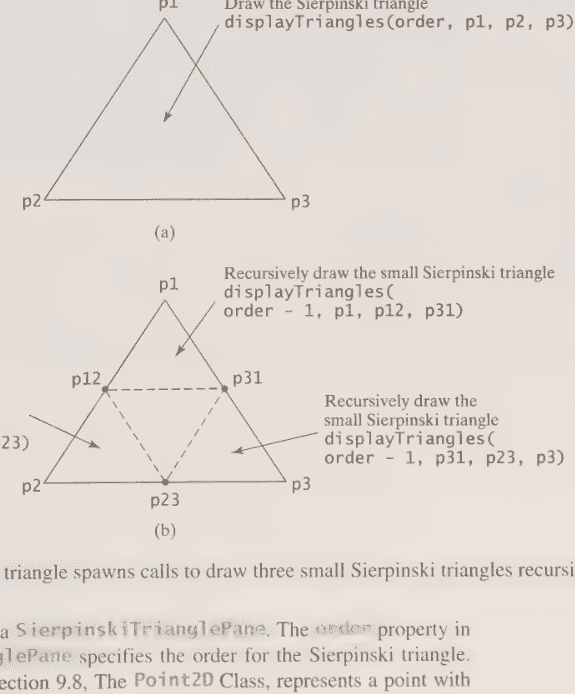 p1
Draw the Sierpinski triangle
displayTriangles(order, p1, p2, p3)
p2
p3
(a)
Recursively draw the small Sierpinski triangle
displayTriangles(
order - 1, p1, p12, p31)
p1
p12
p31
Recursively draw the
small Sierpinski triangle
displayTriangles(
order - 1, p31, p23, p3)
23)
p2
p3
p23
(b)
triangle spawns calls to draw three small Sierpinski triangles recursi
a SierpinskiTrianglePane. The order property in
glePane specifies the order for the Sierpinski triangle.
ection 9.8, The Point2D Class, represents a point with